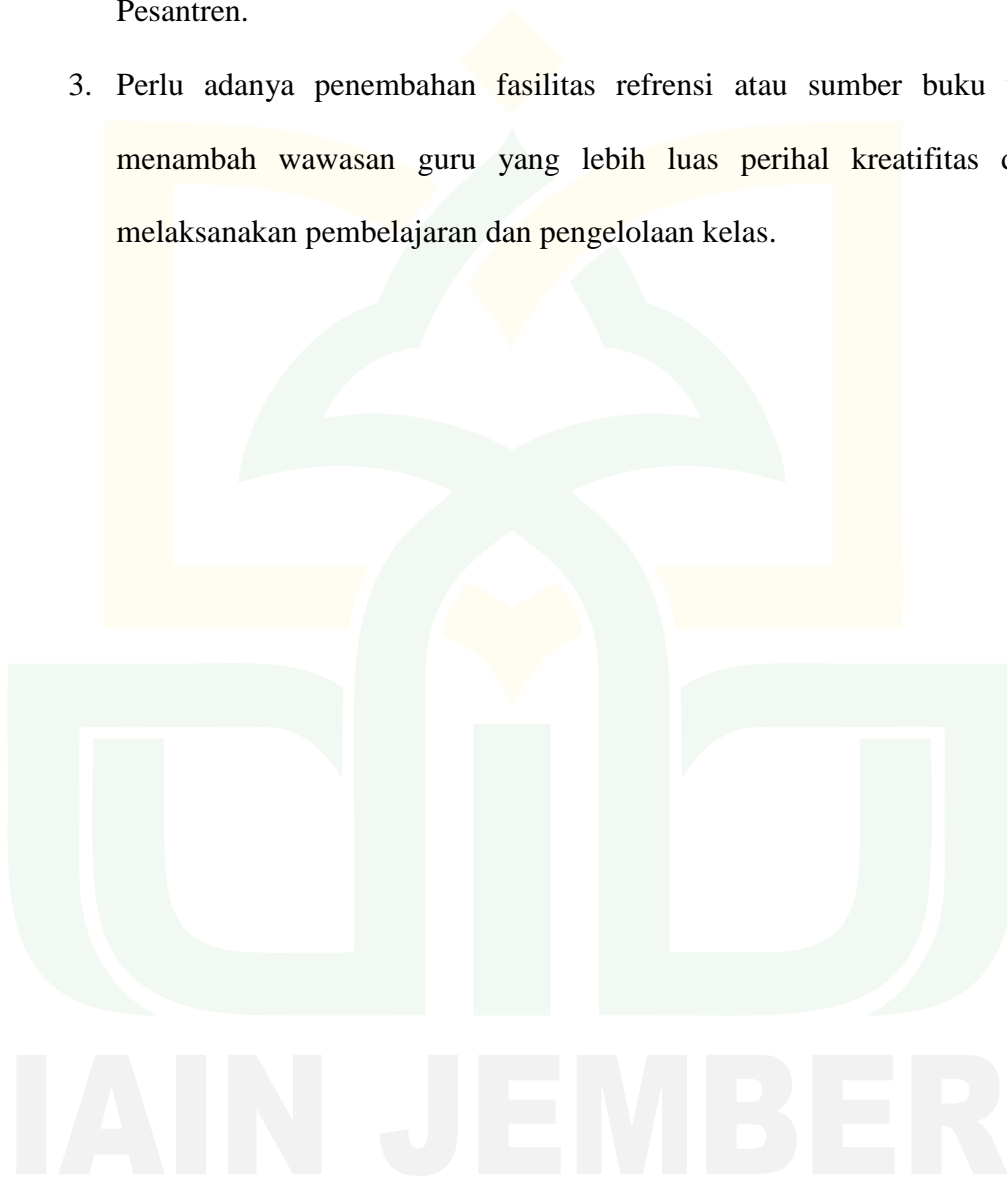 Pesantren.
3. Perlu adanya penembahan fasilitas refrensi atau sumber buku
menambah wawasan guru yang lebih luas perihal kreatifitas
melaksanakan pembelajaran dan pengelolaan kelas.
IAIN JEMBER